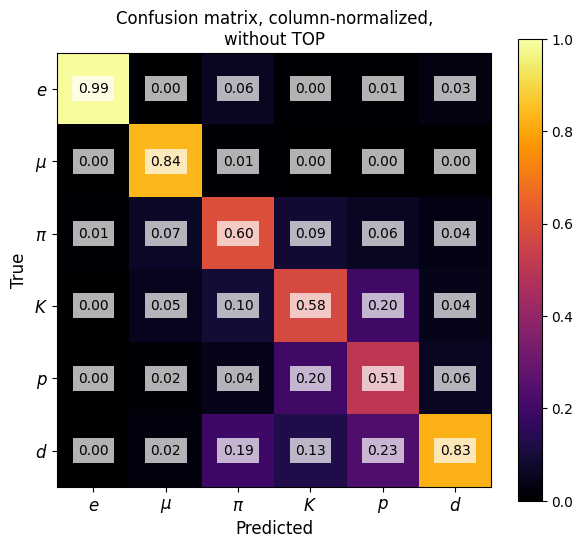 Confusion matrix, column-normalized,
without TOP
e 0.99 0.00 0.06 0.00 0.01 0.03
μ 0.00 0.84 0.01 0.00 0.00 0.00
π 0.01 0.07 0.60 0.09 0.06 0.04
K 0.00 0.05 0.10 0.58 0.20 0.04
p 0.00 0.02 0.04 0.20 0.51 0.06
d 0.00 0.02 0.19 0.13 0.23 0.83
e μ π K p d
Predicted
True
1.0
0.8
0.6
0.4
0.2
0.0